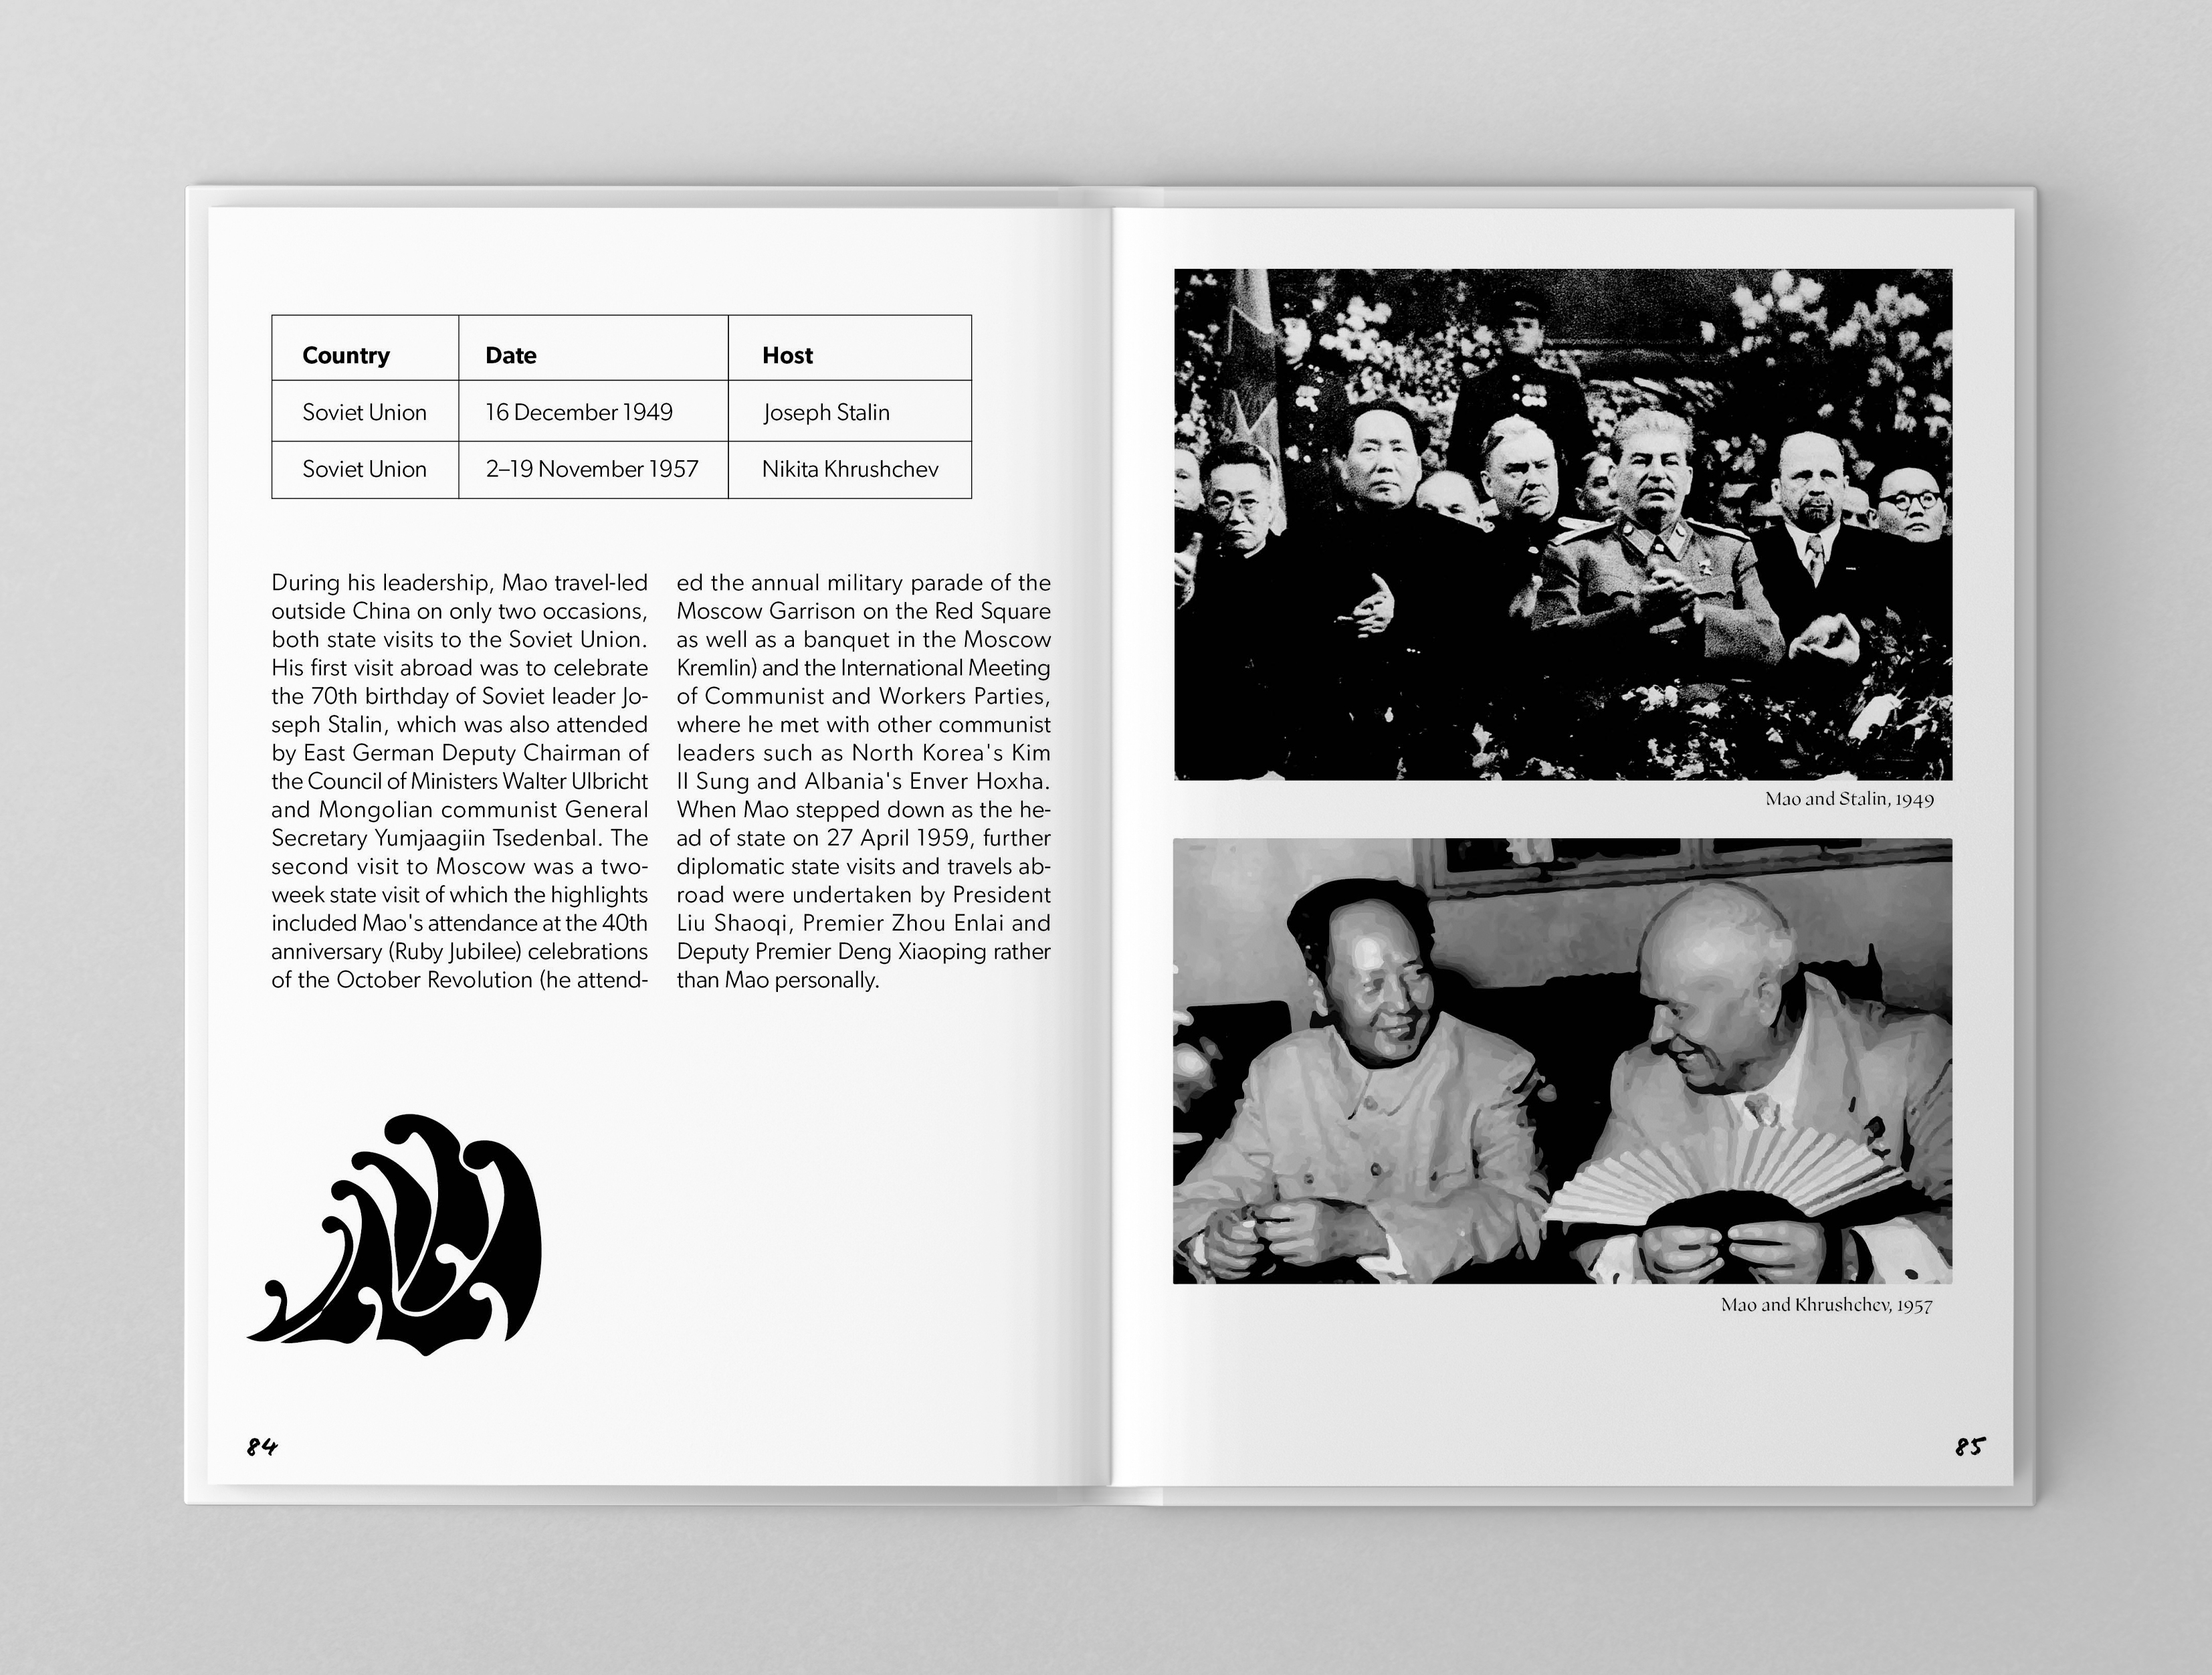 Country Date Host
Soviet Union 16 December 1949 Joseph Stalin
Soviet Union 2–19 November 1957 Nikita Khrushchev
During his leadership, Mao travel-led
outside China on only two occasions,
both state visits to the Soviet Union.
His first visit abroad was to celebrate
the 70th birthday of Soviet leader Jo-
seph Stalin, which was also attended
by East German Deputy Chairman of
the Council of Ministers Walter Ulbricht
and Mongolian communist General
Secretary Yumjaagiin Tsedenbal. The
second visit to Moscow was a two-
week state visit of which the highlights
included Mao's attendance at the 40th
anniversary (Ruby Jubilee) celebrations
of the October Revolution (he attend-
ed the annual military parade of the
Moscow Garrison on the Red Square
as well as a banquet in the Moscow
Kremlin) and the International Meeting
of Communist and Workers Parties,
where he met with other communist
leaders such as North Korea's Kim
Il Sung and Albania's Enver Hoxha.
When Mao stepped down as the he-
ad of state on 27 April 1959, further
diplomatic state visits and travels ab-
road were undertaken by President
Liu Shaoqi, Premier Zhou Enlai and
Deputy Premier Deng Xiaoping rather
than Mao personally.
84
Mao and Stalin, 1949
Mao and Khrushchev, 1957
85